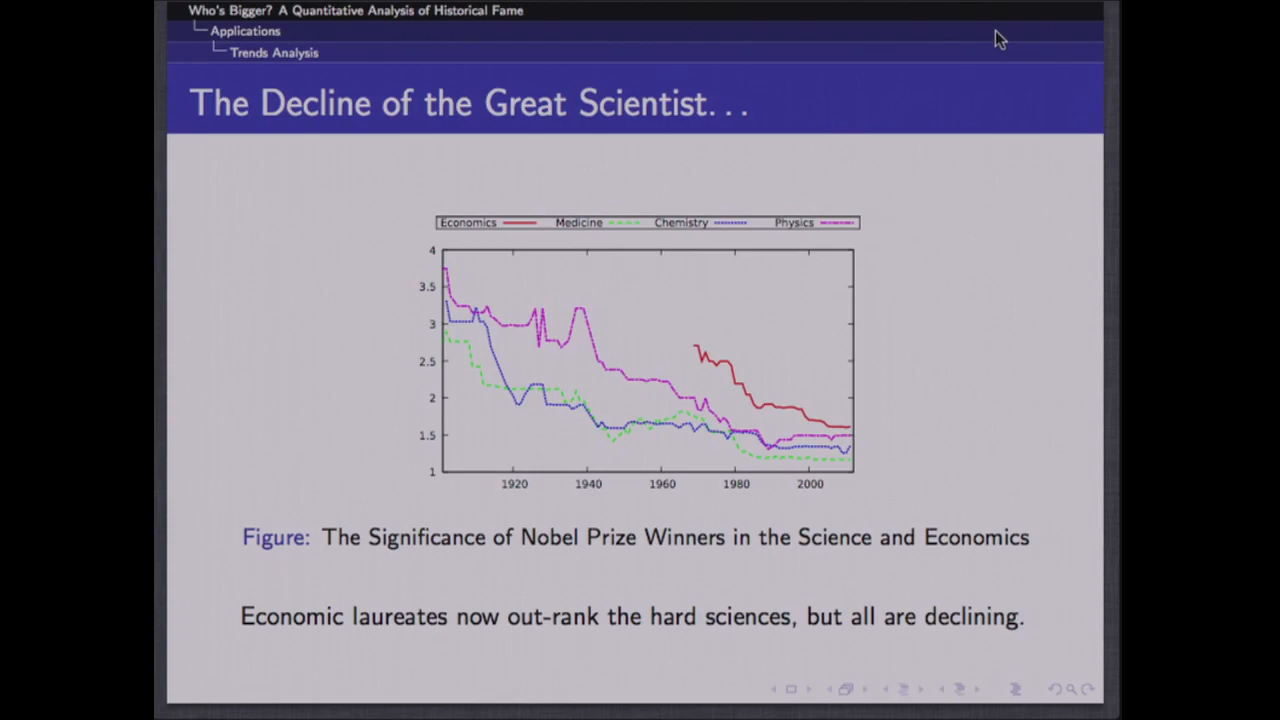 Who's Bigger? A Quantitative Analysis of Historical Fame
Applications
Trends Analysis
The Decline of the Great Scientist...
Economics Medicine Chemistry Physics
4
3.5
3
2.5
2
1.5
1
1920 1940 1960 1980 2000
Figure: The Significance of Nobel Prize Winners in the Science and Economics
Economic laureates now out-rank the hard sciences, but all are declining.